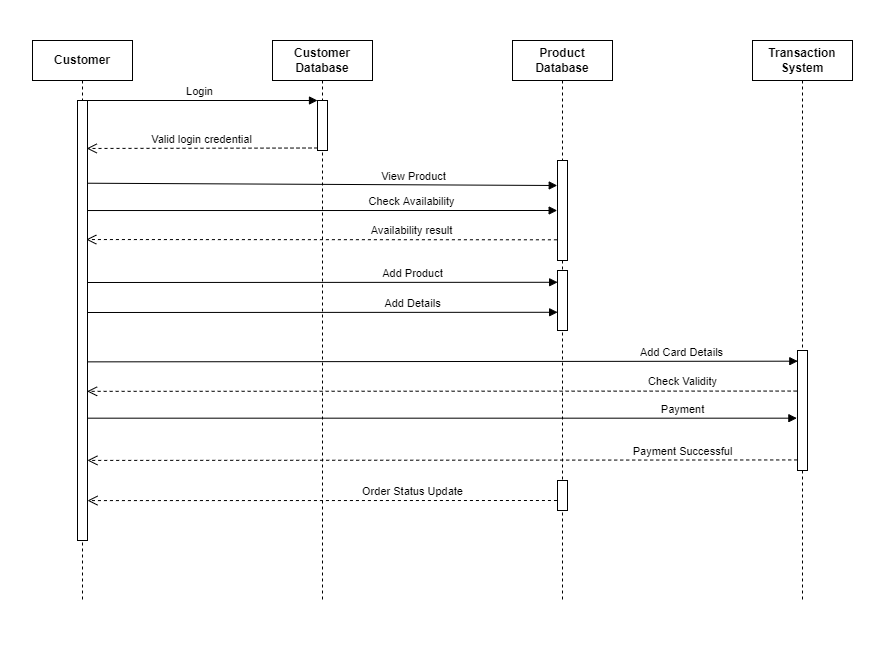 Customer
Customer
Database
Product
Database
Transaction
System
Login
Valid login credential
View Product
Check Availability
Availability result
Add Product
Add Details
Add Card Details
Check Validity
Payment
Payment Successful
Order Status Update